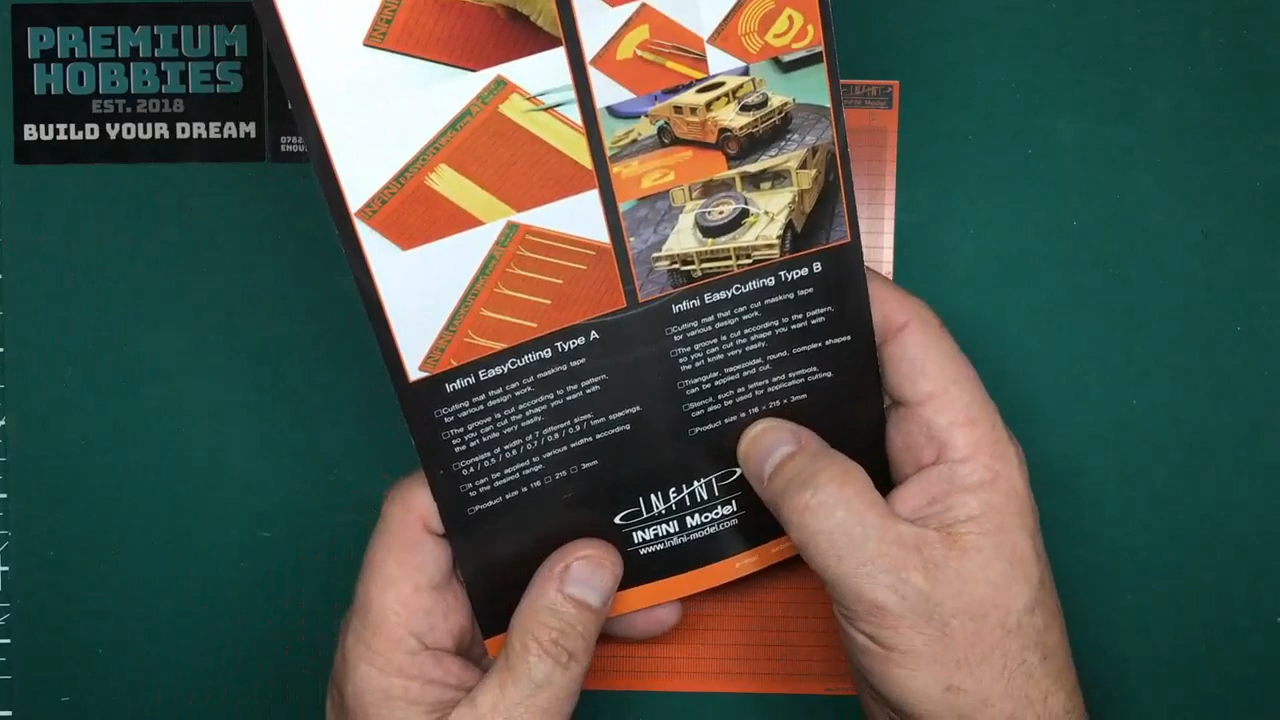 PREMIUM
HOBBIES
EST. 2018
BUILD YOUR DREAM
INFINI
INFINI EASYCUTTING
INFINI EASYCUTTING
Infini EasyCutting Type A
□Cutting mat that can cut masking tape
for various design work.
□The groove is cut according to the pattern,
so you can cut the shape you want with
the art knife very easily.
□Consists of width of 7 different sizes;
0,4 / 0,5 / 0,6 / 0,7 / 0,8 / 0,9 / 1mm spacings,
□It can be applied to various widths according
to the desired range.
□Product size is 116 □ 215 □ 3mm
Infini EasyCutting Type B
□Cutting mat that can cut masking tape
for various design work,
□The groove is cut according to the pattern,
so you can cut the shape you want with
the art knife very easily.
□Triangular, trapezoidal, round, complex shapes
can be applied and cut,
□Stencil, such as letters and symbols,
can also be used for application cutting,
□Product size is 116 × 215 × 3mm
INFINI
INFINI Model
www.infini-model.com
INFINI
Infini Model